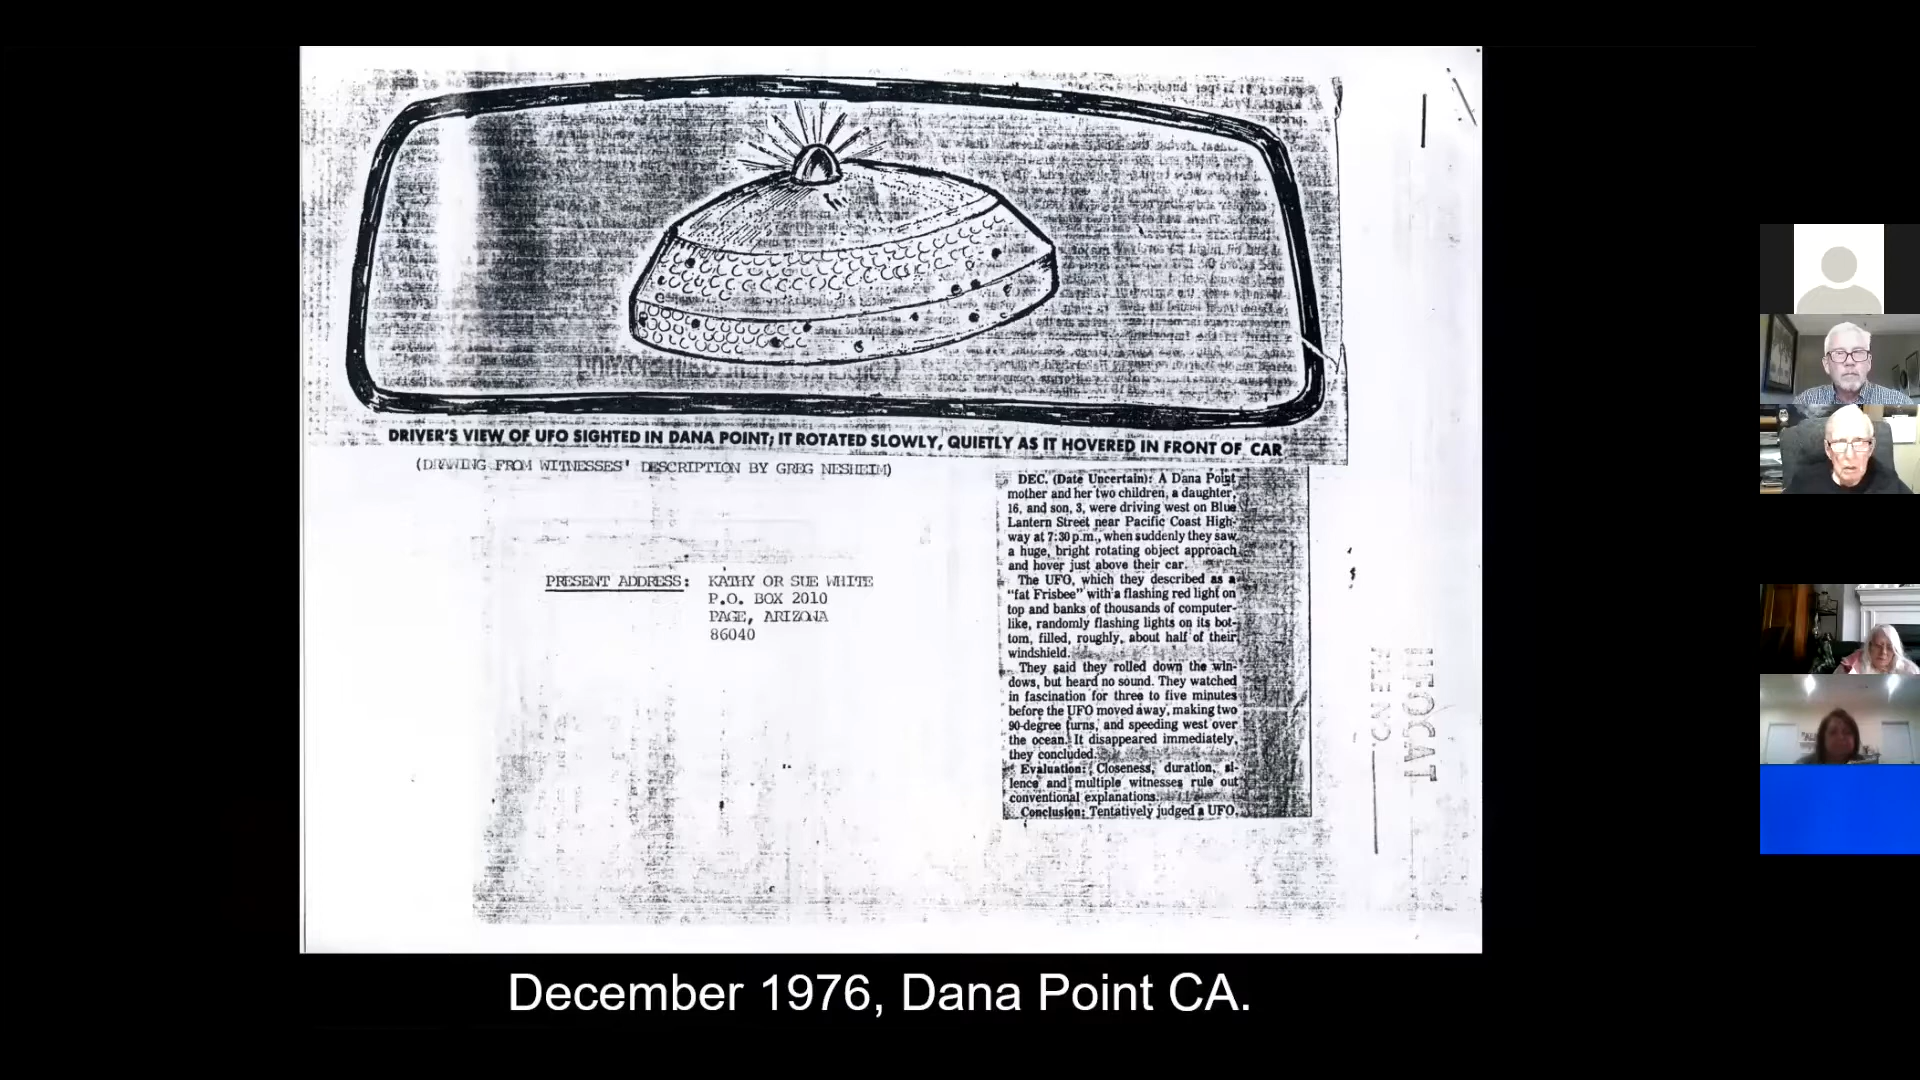 DRIVER'S VIEW OF UFO SIGHTED IN DANA POINT; IT ROTATED SLOWLY, QUIETLY AS IT HOVERED IN FRONT OF CAR
(DRAWING FROM WITNESSES' DESCRIPTION BY GREG NESHEIM)
PRESENT ADDRESS: KATHY OR SUE WHITE
P.O. BOX 2010
PAGE, ARIZONA
86040
DEC. (Date Uncertain): A Dana Point
mother and her two children, a daughter,
16, and son, 3, were driving west on Blue
Lantern Street near Pacific Coast High-
way at 7:30 p.m., when suddenly they saw
a huge, bright rotating object approach
and hover just above their car.
The UFO, which they described as a
"fat Frisbee" with a flashing red light on
top and banks of thousands of computer-
like, randomly flashing lights on its bot-
tom, filled, roughly, about half of their
windshield.
They said they rolled down the win-
dows, but heard no sound. They watched
in fascination for three to five minutes
before the UFO moved away, making two
90-degree turns, and speeding west over
the ocean. It disappeared immediately,
they concluded.
Evaluation: Closeness, duration, si-
lence and multiple witnesses rule out
conventional explanations.
Conclusion: Tentatively judged a UFO.
December 1976, Dana Point CA.